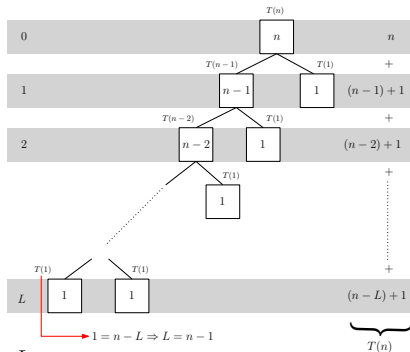 T(n)
0 n n
T(n−1) T(1) +
1 n − 1 1 (n − 1) + 1
T(n−2) T(1) +
2 n − 2 1 (n − 2) + 1
T(1) +
1
T(1) T(1) +
L 1 1 (n − L) + 1
1 = n − L ⇒ L = n − 1
T(n)